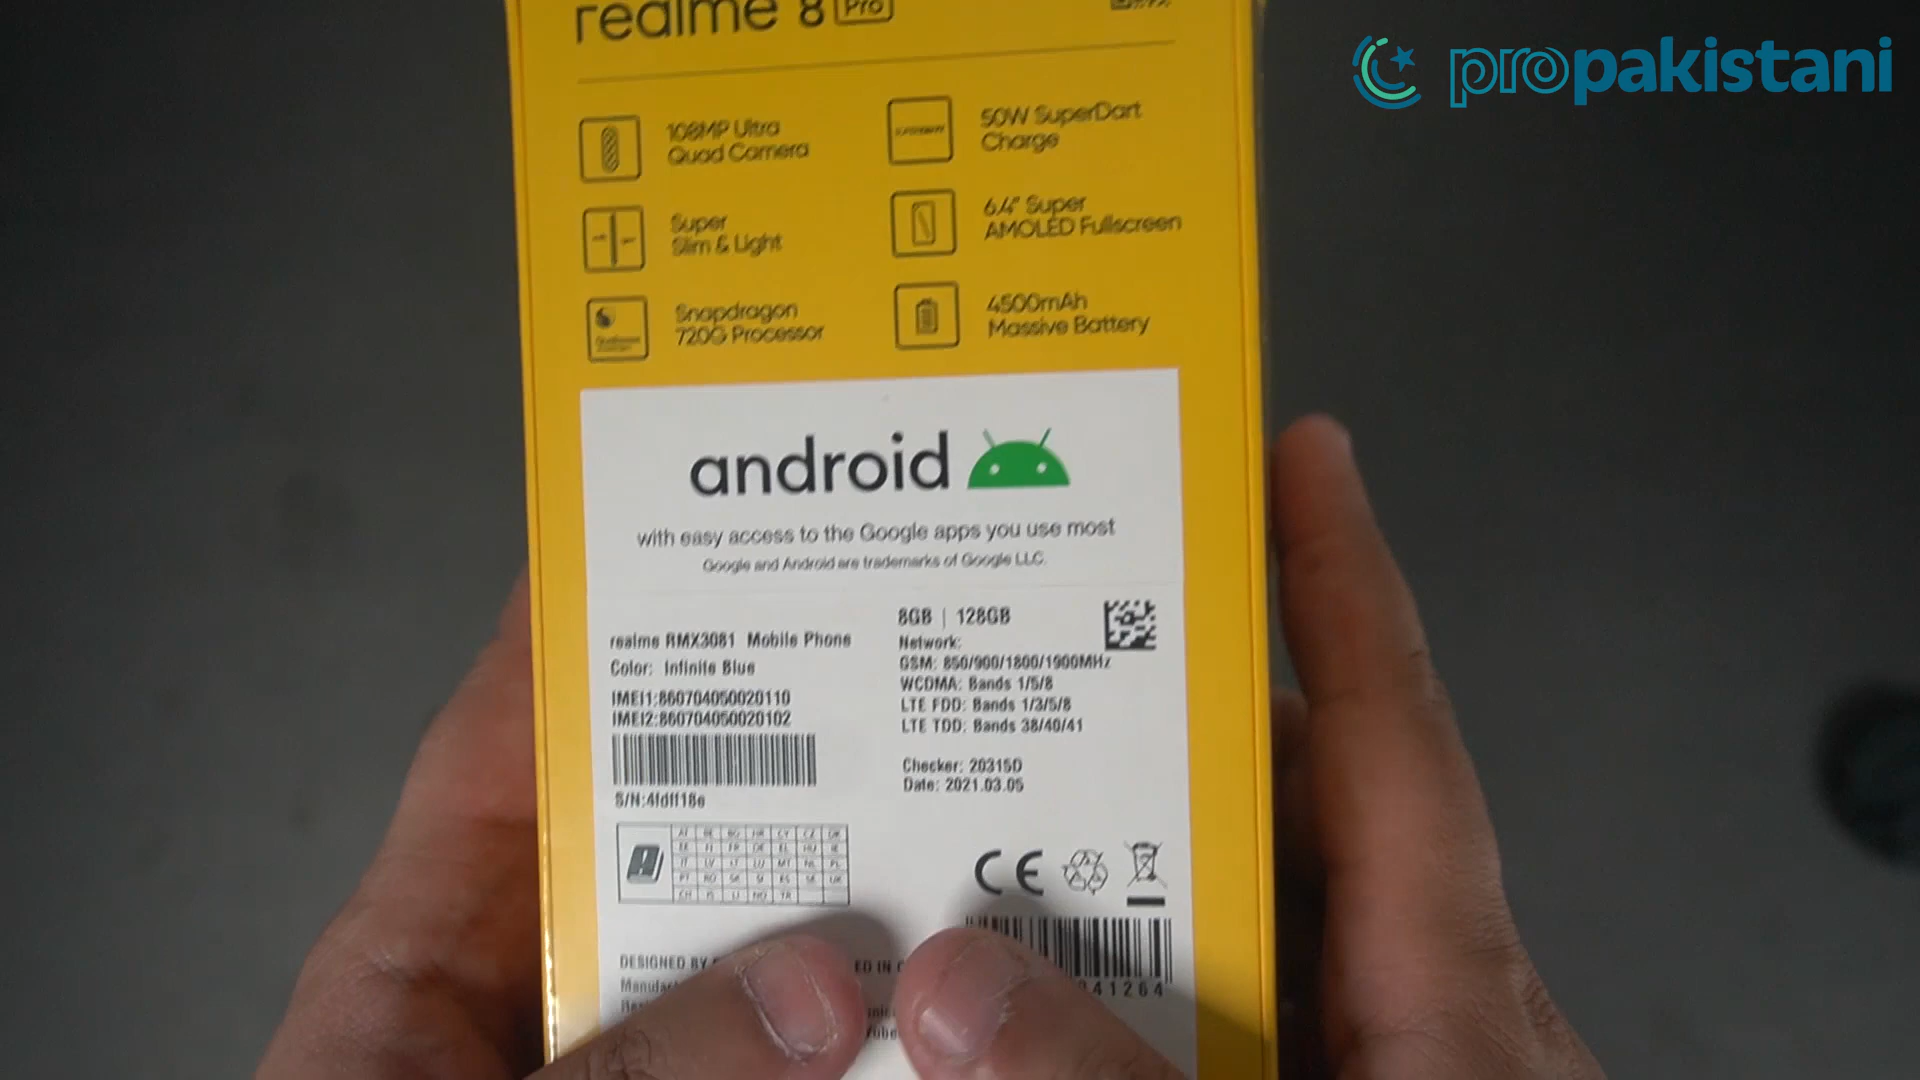 realme 8 Pro
propakistani
108MP Ultra
Quad Camera
50W SuperDart
Charge
Super
Slim & Light
6.4" Super
AMOLED Fullscreen
Snapdragon
720G Processor
4500mAh
Massive Battery
android
with easy access to the Google apps you use most
Google and Android are trademarks of Google LLC.
realme RMX3081 Mobile Phone
Color: Infinite Blue
IMEI1:860704050020110
IMEI2:860704050020102
S/N:4fdff18e
8GB | 128GB
Network:
GSM: 850/900/1800/1900MHz
WCDMA: Bands 1/5/8
LTE FDD: Bands 1/3/5/8
LTE TDD: Bands 38/40/41
Checker: 20315D
Date: 2021.03.05
CE
DESIGNED BY
41264